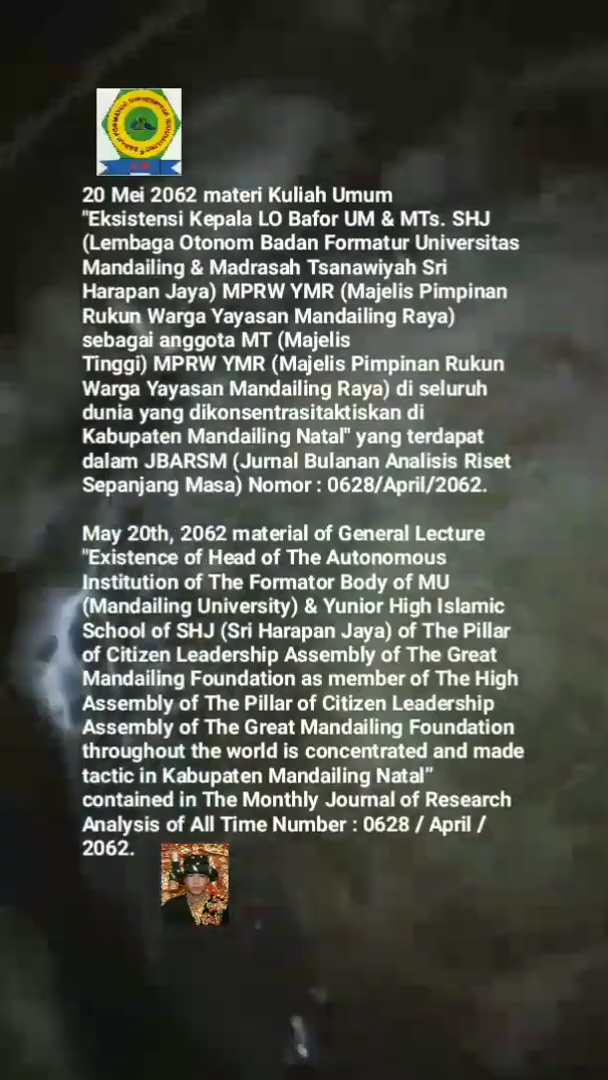 20 Mei 2062 materi Kuliah Umum
"Eksistensi Kepala LO Bafor UM & MTs. SHJ
(Lembaga Otonom Badan Formatur Universitas
Mandailing & Madrasah Tsanawiyah Sri
Harapan Jaya) MPRW YMR (Majelis Pimpinan
Rukun Warga Yayasan Mandailing Raya)
sebagai anggota MT (Majelis
Tinggi) MPRW YMR (Majelis Pimpinan Rukun
Warga Yayasan Mandailing Raya) di seluruh
dunia yang dikonsentrasitaktiskan di
Kabupaten Mandailing Natal" yang terdapat
dalam JBARSM (Jurnal Bulanan Analisis Riset
Sepanjang Masa) Nomor : 0628/April/2062.
May 20th, 2062 material of General Lecture
"Existence of Head of The Autonomous
Institution of The Formator Body of MU
(Mandailing University) & Yunior High Islamic
School of SHJ (Sri Harapan Jaya) of The Pillar
of Citizen Leadership Assembly of The Great
Mandailing Foundation as member of The High
Assembly of The Pillar of Citizen Leadership
Assembly of The Great Mandailing Foundation
throughout the world is concentrated and made
tactic in Kabupaten Mandailing Natal”
contained in The Monthly Journal of Research
Analysis of All Time Number : 0628 / April /
2062.